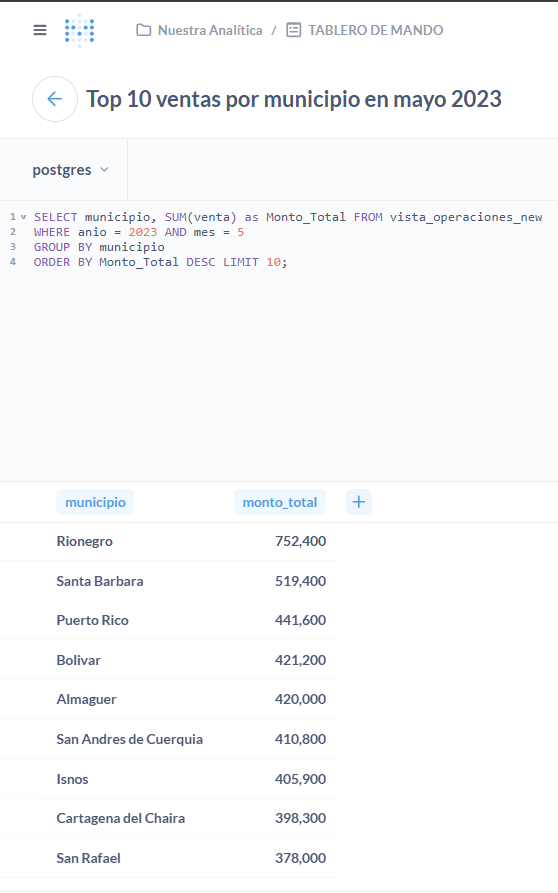 Nuestra Analítica / TABLERO DE MANDO
Top 10 ventas por municipio en mayo 2023
postgres
1 SELECT municipio, SUM(venta) as Monto_Total FROM vista_operaciones_new
2 WHERE anio = 2023 AND mes = 5
3 GROUP BY municipio
4 ORDER BY Monto_Total DESC LIMIT 10;
municipio monto_total +
Rionegro 752,400
Santa Barbara 519,400
Puerto Rico 441,600
Bolivar 421,200
Almaguer 420,000
San Andres de Cuerquia 410,800
Isnos 405,900
Cartagena del Chaira 398,300
San Rafael 378,000